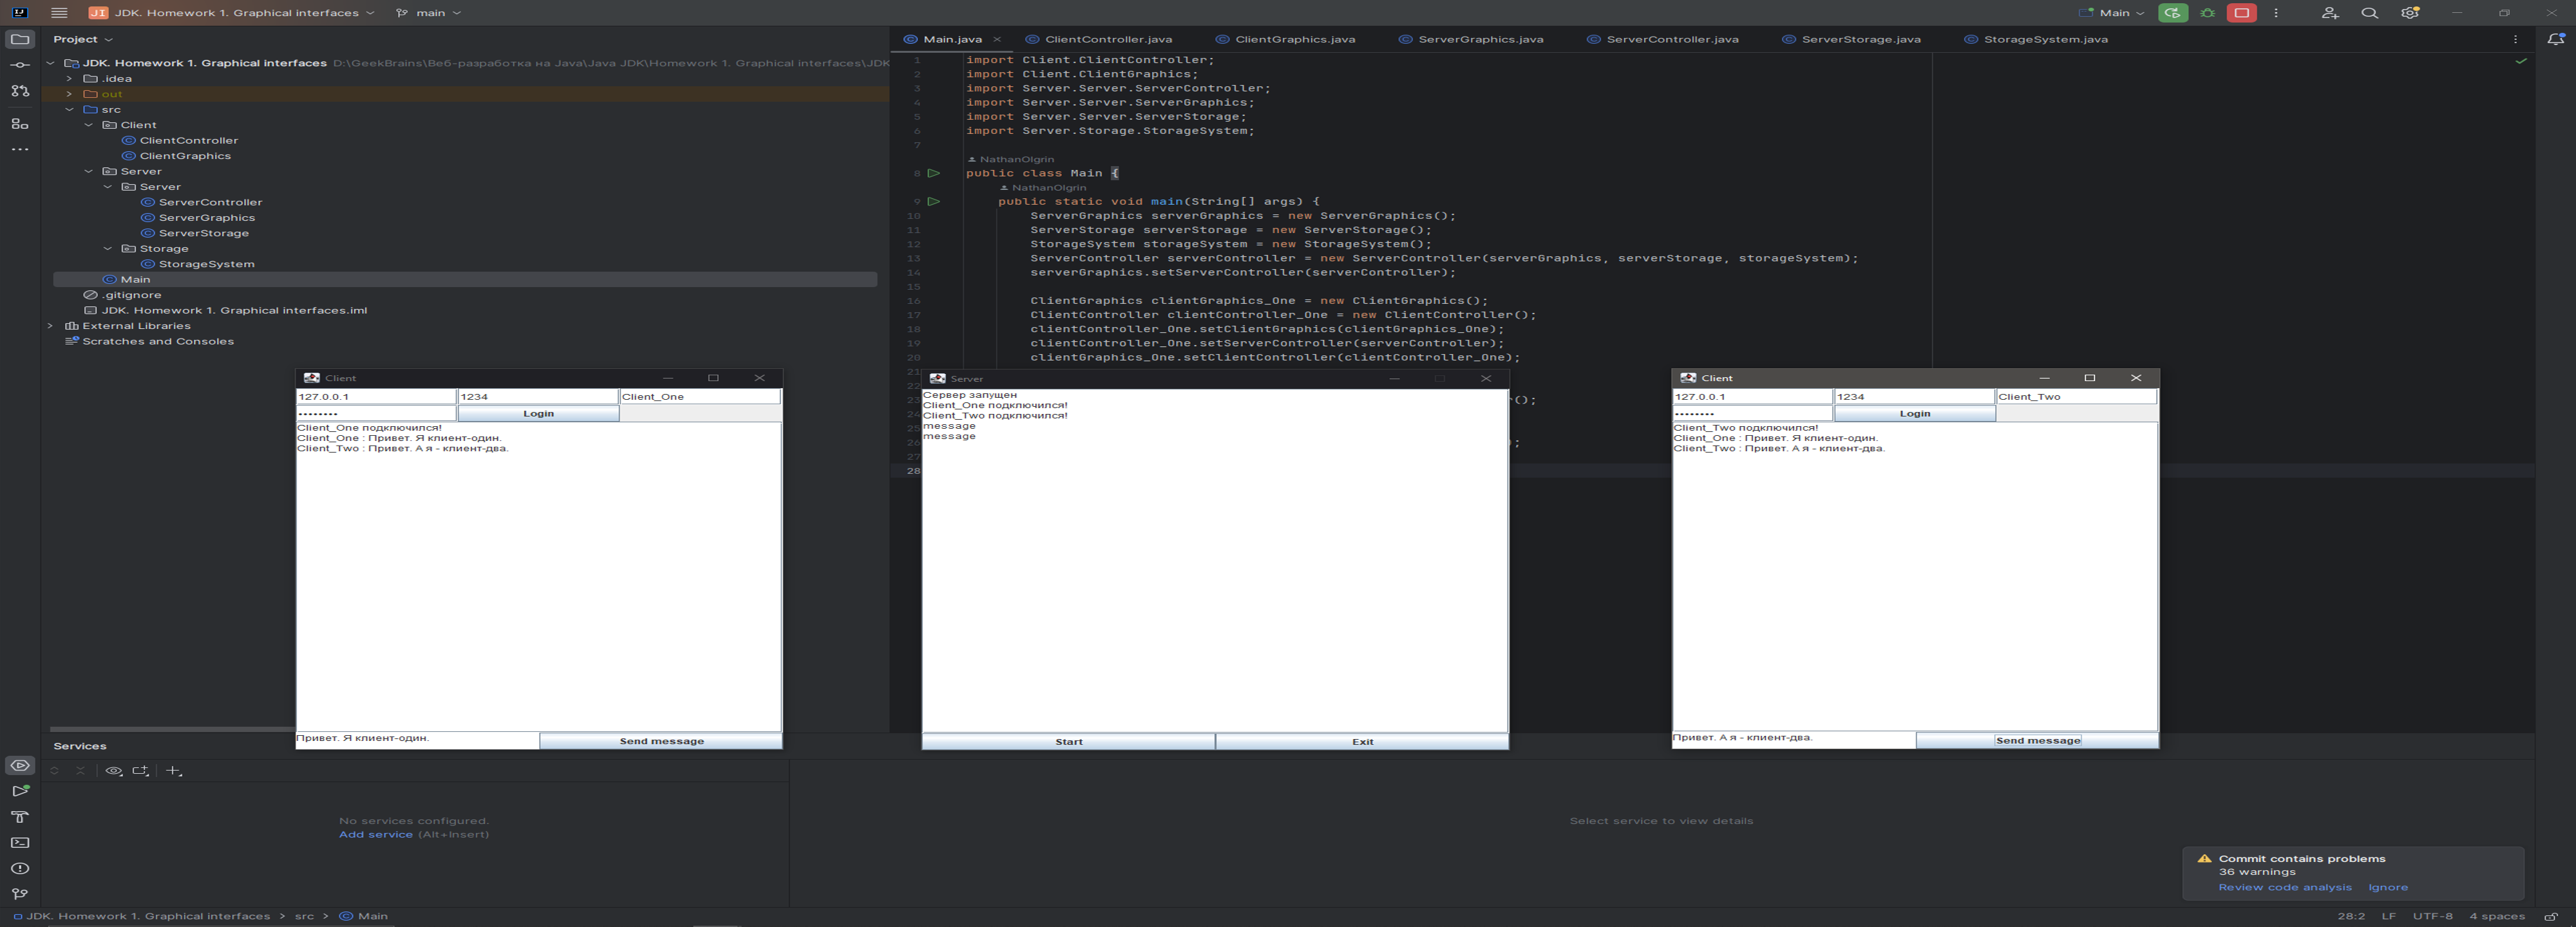 JI JDK. Homework 1. Graphical interfaces main Main
Project
JDK. Homework 1. Graphical interfaces D:\GeekBrains\Веб-разработка на Java\Java JDK\Homework 1. Graphical interfaces\JDK
.idea
out
src
Client
ClientController
ClientGraphics
Server
Server
ServerController
ServerGraphics
ServerStorage
Storage
StorageSystem
Main
.gitignore
JDK. Homework 1. Graphical interfaces.iml
External Libraries
Scratches and Consoles
Main.java ClientController.java ClientGraphics.java ServerGraphics.java ServerController.java ServerStorage.java StorageSystem.java
1 import Client.ClientController;
2 import Client.ClientGraphics;
3 import Server.Server.ServerController;
4 import Server.Server.ServerGraphics;
5 import Server.Server.ServerStorage;
6 import Server.Storage.StorageSystem;
7
NathanOlgrin
8 public class Main {
NathanOlgrin
9 public static void main(String[] args) {
10 ServerGraphics serverGraphics = new ServerGraphics();
11 ServerStorage serverStorage = new ServerStorage();
12 StorageSystem storageSystem = new StorageSystem();
13 ServerController serverController = new ServerController(serverGraphics, serverStorage, storageSystem);
14 serverGraphics.setServerController(serverController);
15
16 ClientGraphics clientGraphics_One = new ClientGraphics();
17 ClientController clientController_One = new ClientController();
18 clientController_One.setClientGraphics(clientGraphics_One);
19 clientController_One.setServerController(serverController);
20 clientGraphics_One.setClientController(clientController_One);
21
22
23 ();
24
25
26 );
27
28
Client
127.0.0.1 1234 Client_One
•••••••• Login
Client_One подключился!
Client_One : Привет. Я клиент-один.
Client_Two : Привет. А я - клиент-два.
Привет. Я клиент-один. Send message
Server
Сервер запущен
Client_One подключился!
Client_Two подключился!
message
message
Start Exit
Client
127.0.0.1 1234 Client_Two
•••••••• Login
Client_Two подключился!
Client_One : Привет. Я клиент-один.
Client_Two : Привет. А я - клиент-два.
Привет. А я - клиент-два. Send message
Services
No services configured.
Add service (Alt+Insert)
Select service to view details
Commit contains problems
36 warnings
Review code analysis Ignore
JDK. Homework 1. Graphical interfaces > src > Main
28:2 LF UTF-8 4 spaces